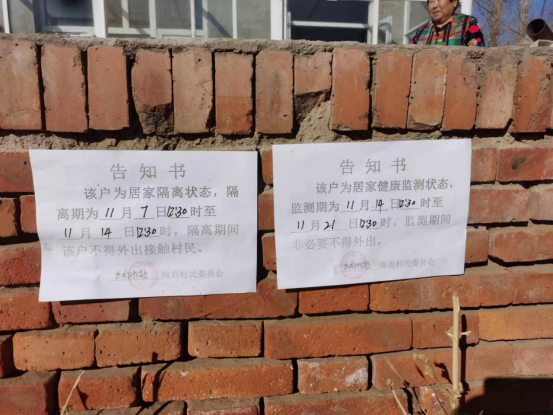 告知书
该户为居家隔离状态，隔
离期为 11 月 7 日 12:30 时至
11 月 14 日 12:30 时，隔离期间
该户不得外出接触村民。
村民委员会
告知书
该户为居家健康监测状态，
监测期为 11 月 14 日 12:30 时至
11 月 21 日 12:30 时，监测期间
非必要不得外出。
村民委员会